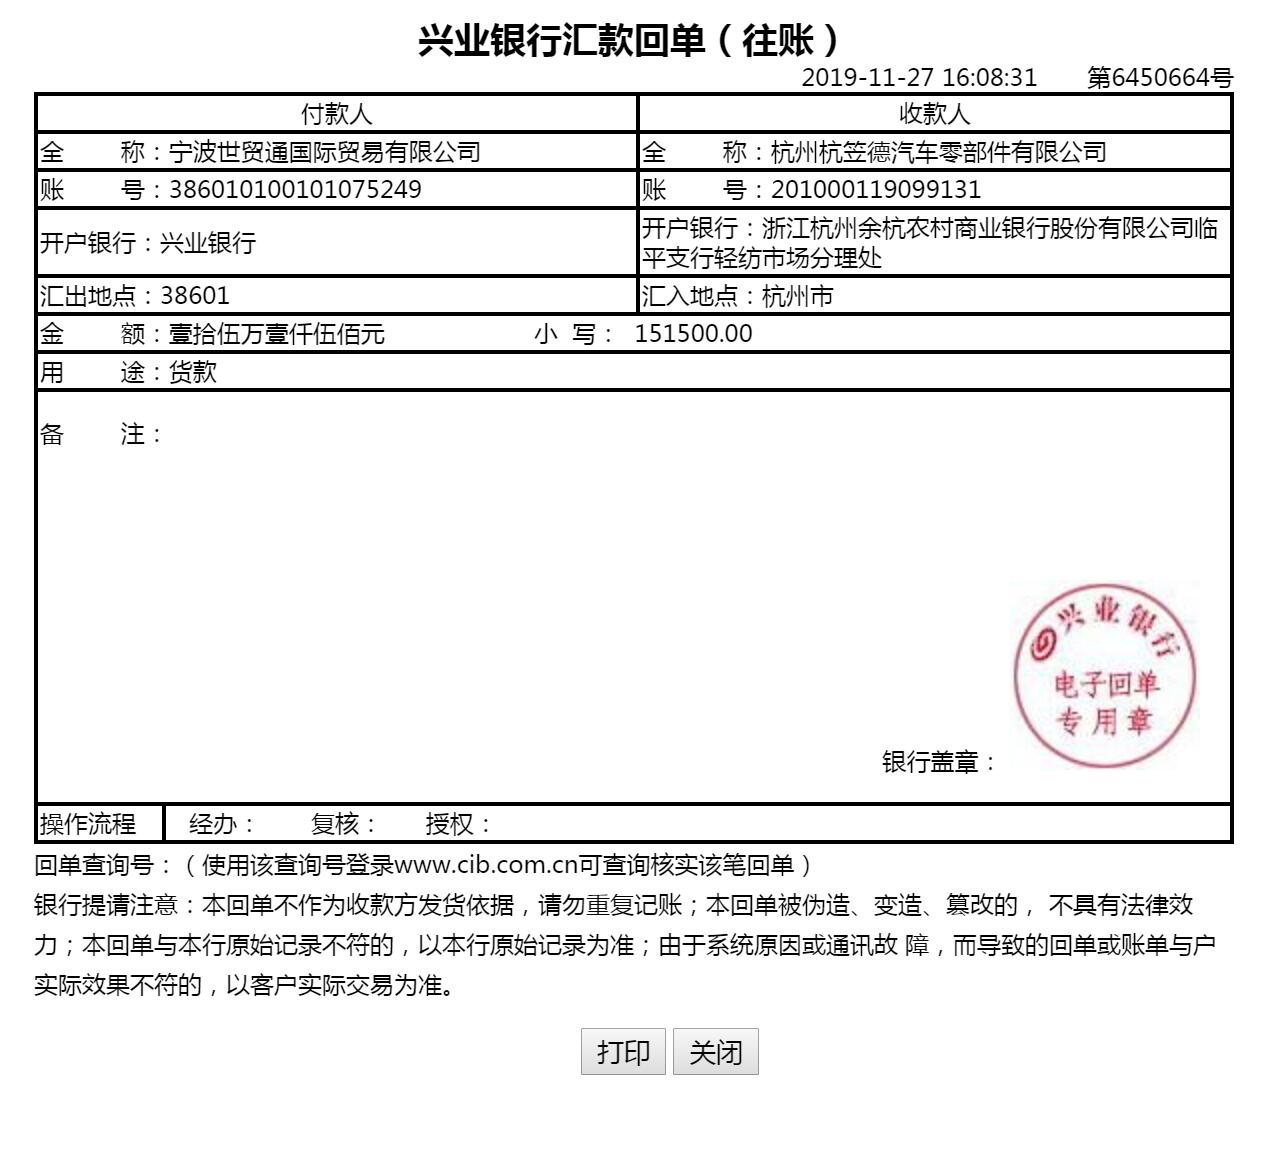 兴业银行汇款回单（往账）
2019-11-27 16:08:31 第6450664号
付款人 收款人
全 称：宁波世贸通国际贸易有限公司 全 称：杭州杭笠德汽车零部件有限公司
账 号：386010100101075249 账 号：201000119099131
开户银行：兴业银行 开户银行：浙江杭州余杭农村商业银行股份有限公司临
平支行轻纺市场分理处
汇出地点：38601 汇入地点：杭州市
金 额：壹拾伍万壹仟伍佰元 小 写： 151500.00
用 途：货款
备 注：
兴业银行
电子回单
专用章
银行盖章：
操作流程 经办： 复核： 授权：
回单查询号：（使用该查询号登录www.cib.com.cn可查询核实该笔回单）
银行提请注意：本回单不作为收款方发货依据，请勿重复记账；本回单被伪造、变造、篡改的， 不具有法律效
力；本回单与本行原始记录不符的，以本行原始记录为准；由于系统原因或通讯故 障，而导致的回单或账单与户
实际效果不符的，以客户实际交易为准。
打印 关闭